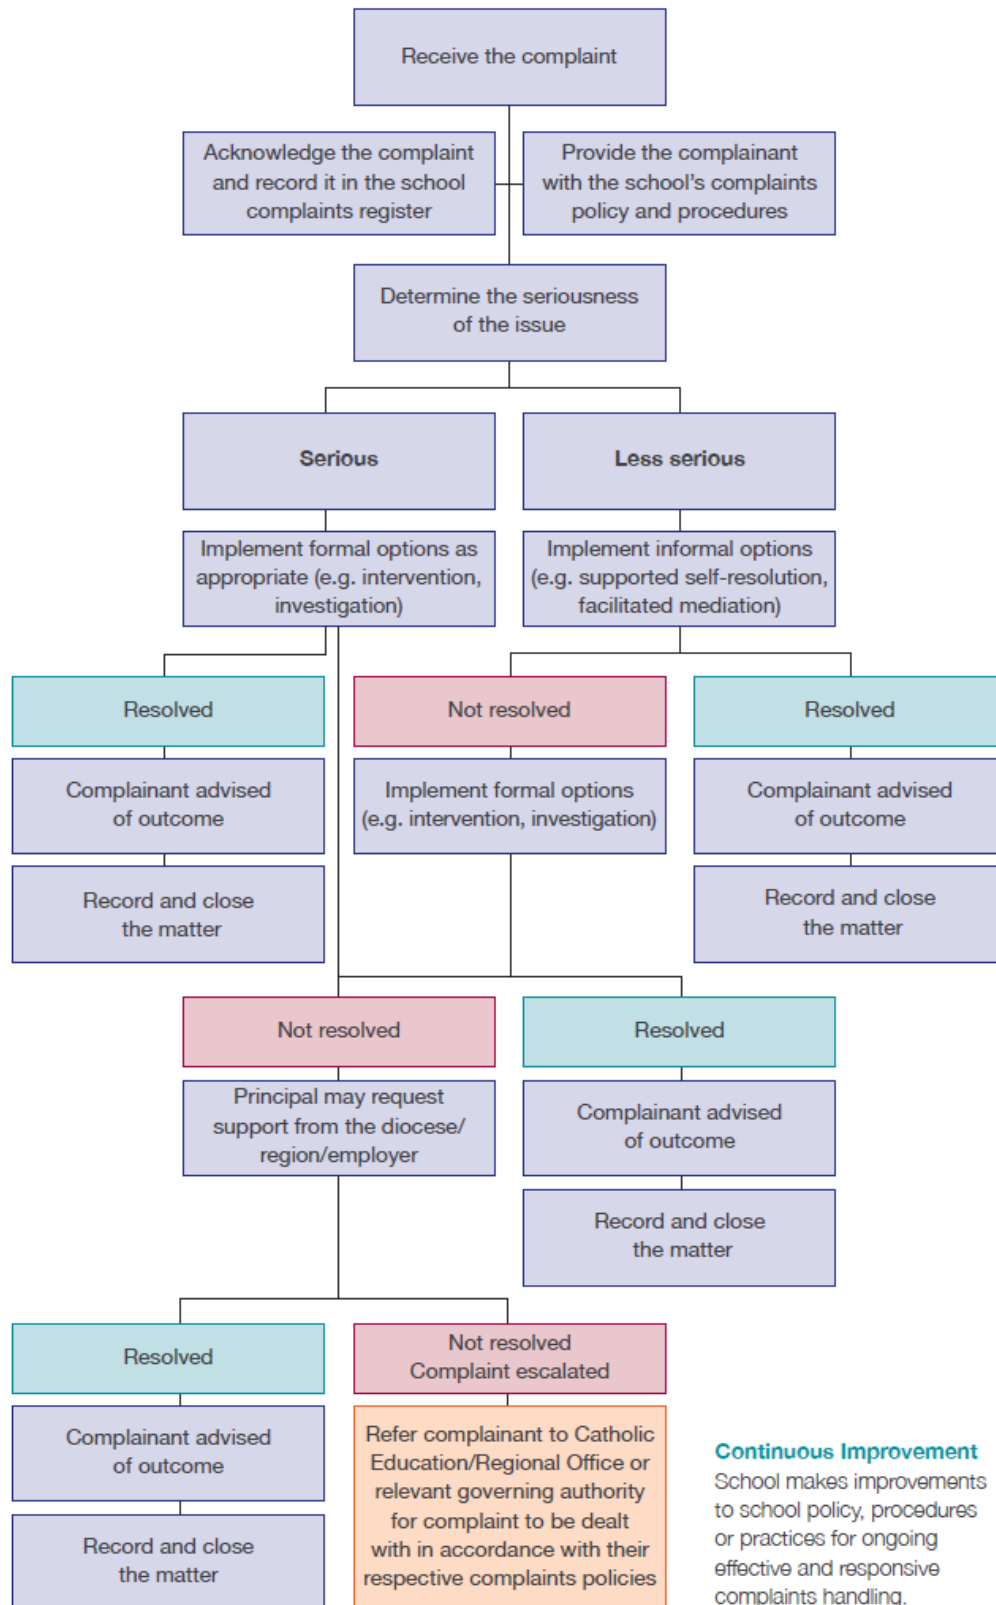 Receive the complaint
Acknowledge the complaint
and record it in the school
complaints register
Provide the complainant
with the school's complaints
policy and procedures
Determine the seriousness
of the issue
Serious
Less serious
Implement formal options as
appropriate (e.g. intervention,
investigation)
Implement informal options
(e.g. supported self-resolution,
facilitated mediation)
Resolved
Not resolved
Resolved
Complainant advised
of outcome
Implement formal options
(e.g. intervention, investigation)
Complainant advised
of outcome
Record and close
the matter
Record and close
the matter
Not resolved
Resolved
Principal may request
support from the diocese/
region/employer
Complainant advised
of outcome
Record and close
the matter
Resolved
Not resolved
Complaint escalated
Complainant advised
of outcome
Refer complainant to Catholic
Education/Regional Office or
relevant governing authority
for complaint to be dealt
with in accordance with their
respective complaints policies
Record and close
the matter
Continuous Improvement
School makes improvements
to school policy, procedures
or practices for ongoing
effective and responsive
complaints handling.